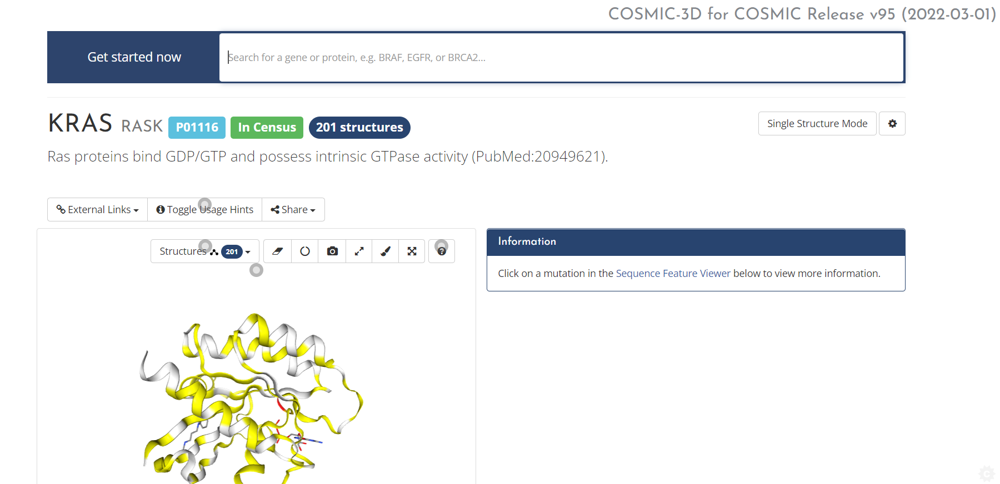 COSMIC-3D for COSMIC Release v95 (2022-03-01)
Get started now
Search for a gene or protein, e.g. BRAF, EGFR, or BRCA2...
KRAS RASK P01116 In Census 201 structures
Single Structure Mode
Ras proteins bind GDP/GTP and possess intrinsic GTPase activity (PubMed:20949621).
External Links Toggle Usage Hints Share
Structures 201
Information
Click on a mutation in the Sequence Feature Viewer below to view more information.